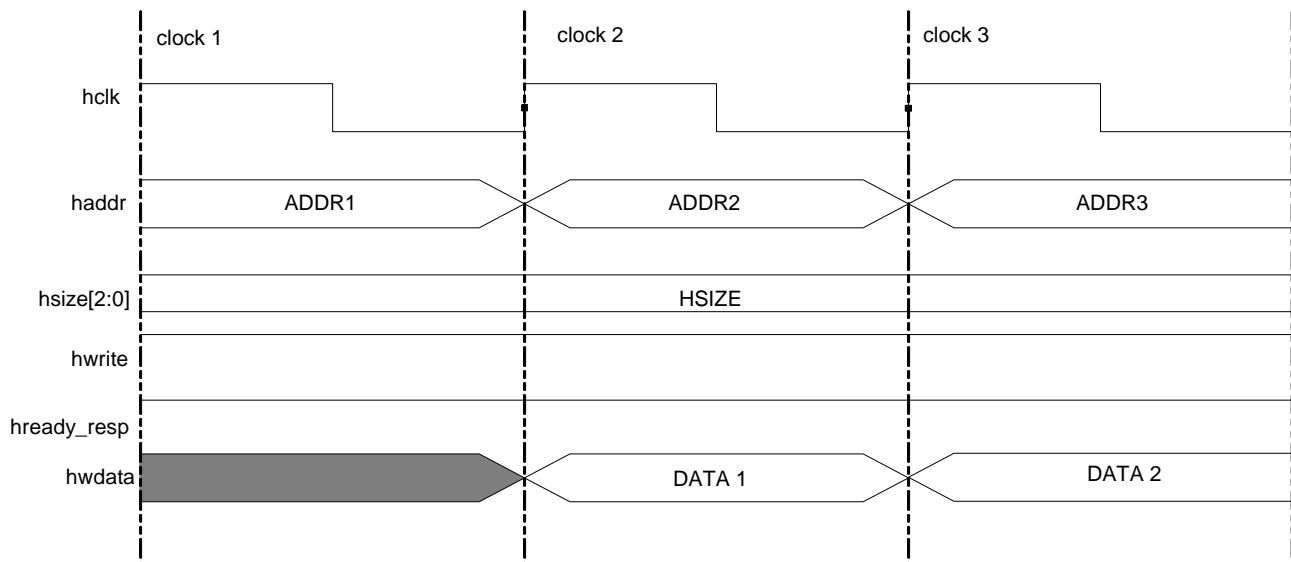 clock 1
clock 2
clock 3
hclk
haddr
ADDR1
ADDR2
ADDR3
hsize[2:0]
HSIZE
hwrite
hready_resp
hwdata
DATA 1
DATA 2